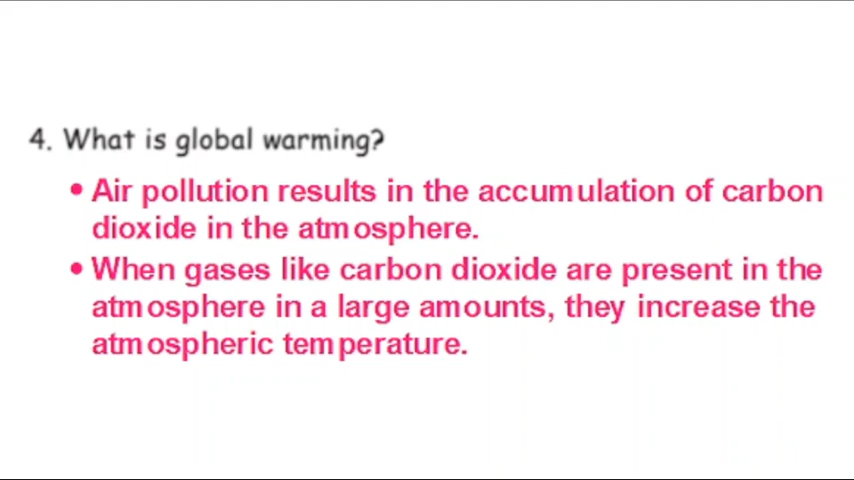 4. What is global warming?
• Air pollution results in the accumulation of carbon
dioxide in the atmosphere.
• When gases like carbon dioxide are present in the
atmosphere in a large amounts, they increase the
atmospheric temperature.